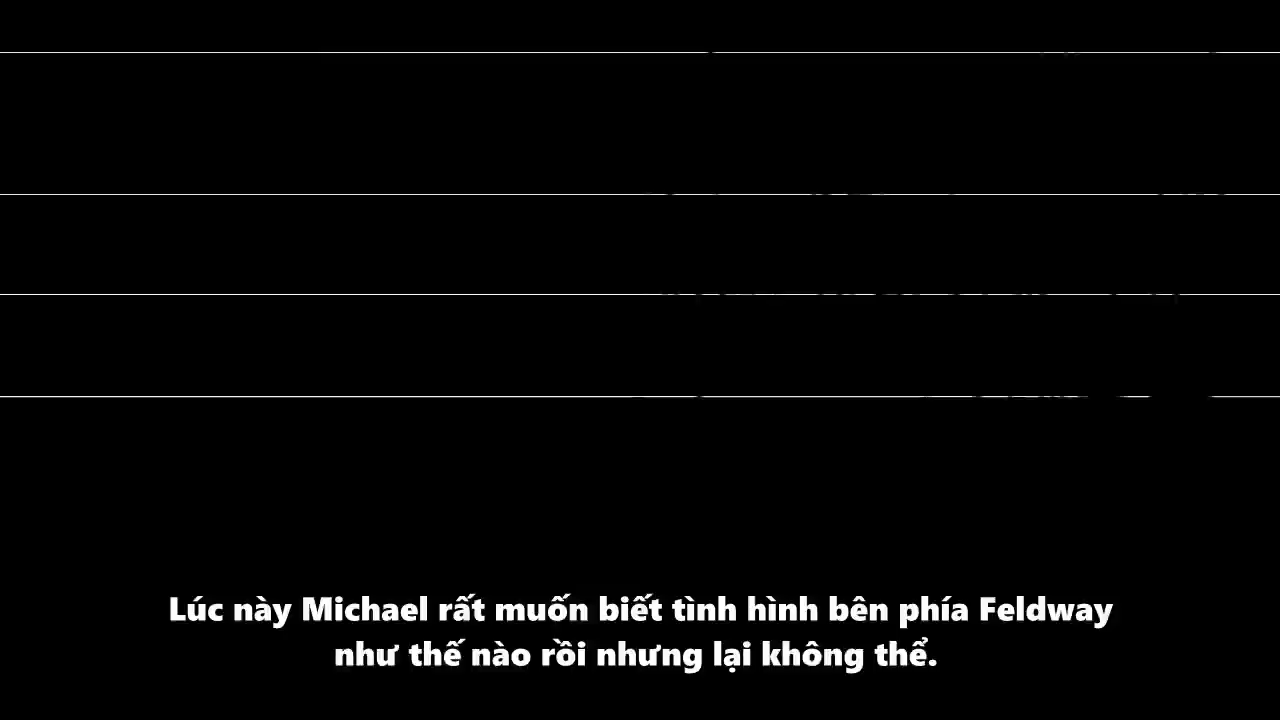 Lúc này Michael rất muốn biết tình hình bên phía Feldway
như thế nào rồi nhưng lại không thể.